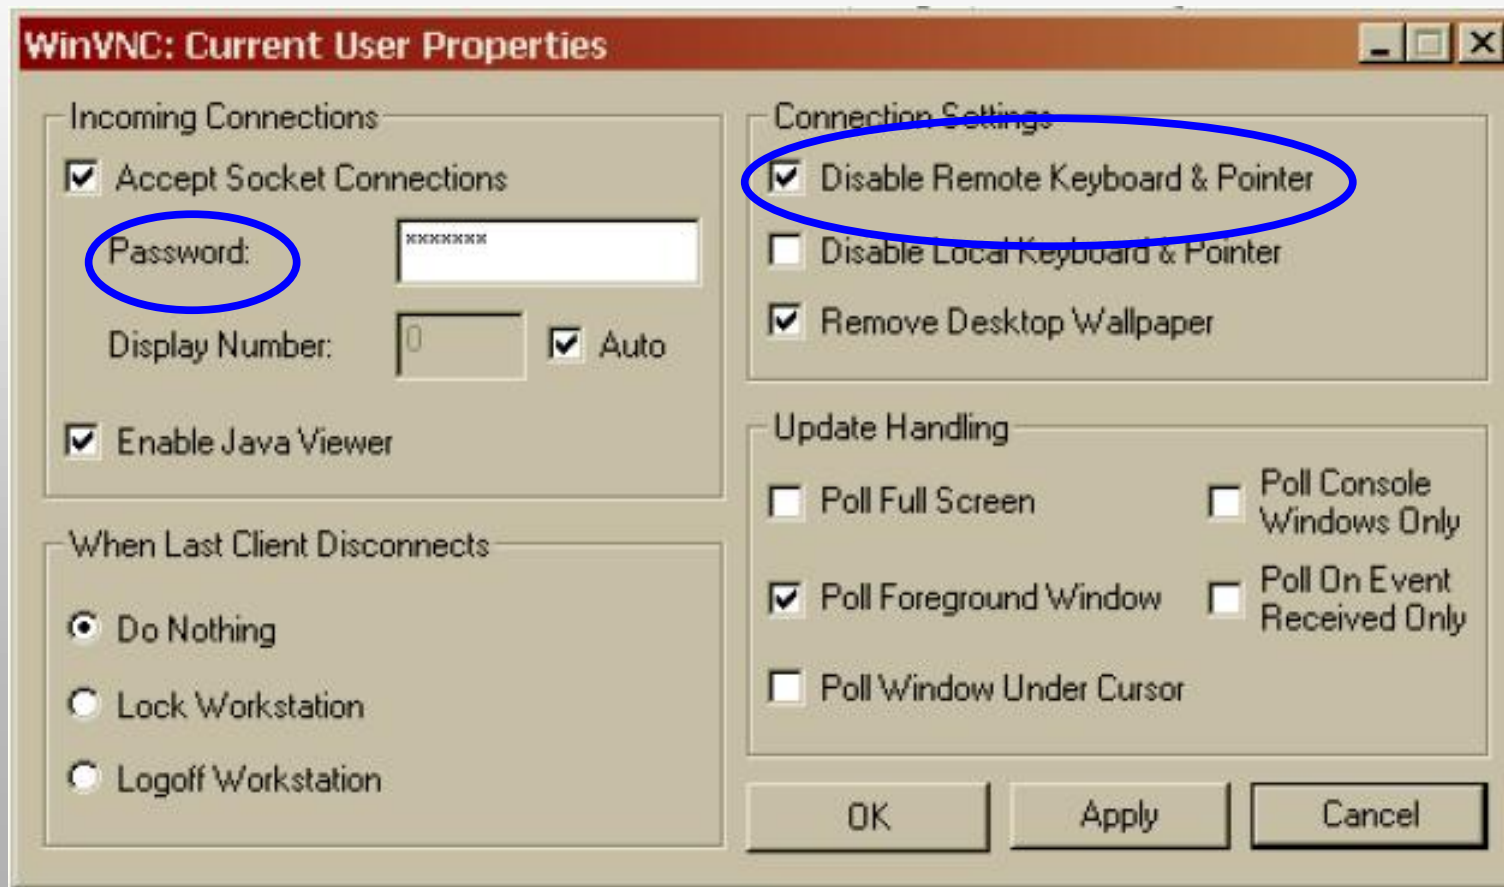 WinVNC: Current User Properties
Incoming Connections
Accept Socket Connections
Password:
xxxxxxx
Display Number:
0
Auto
Enable Java Viewer
When Last Client Disconnects
Do Nothing
Lock Workstation
Logoff Workstation
Connection Settings
Disable Remote Keyboard & Pointer
Disable Local Keyboard & Pointer
Remove Desktop Wallpaper
Update Handling
Poll Full Screen
Poll Console
Windows Only
Poll Foreground Window
Poll On Event
Received Only
Poll Window Under Cursor
OK
Apply
Cancel